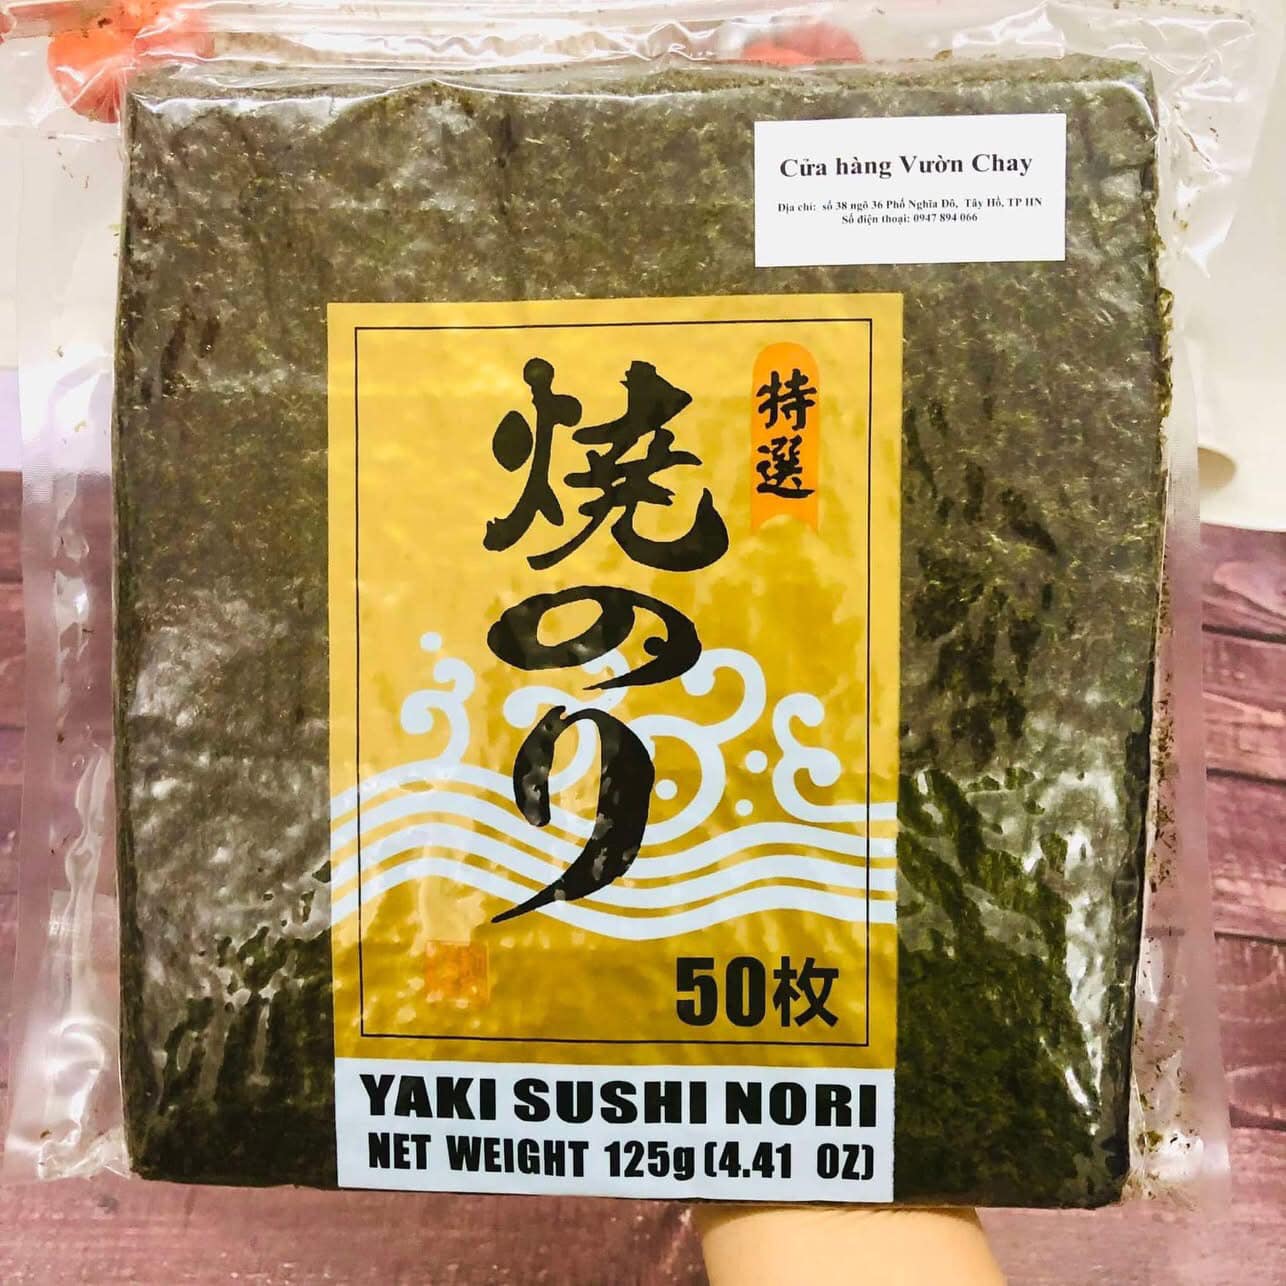 Cửa hàng Vườn Chay
Địa chỉ: số 38 ngõ 36 Phố Nghĩa Đô, Tây Hồ, TP HN
Số điện thoại: 0947 894 066
特選
焼のり
50枚
YAKI SUSHI NORI
NET WEIGHT 125g (4.41 OZ)